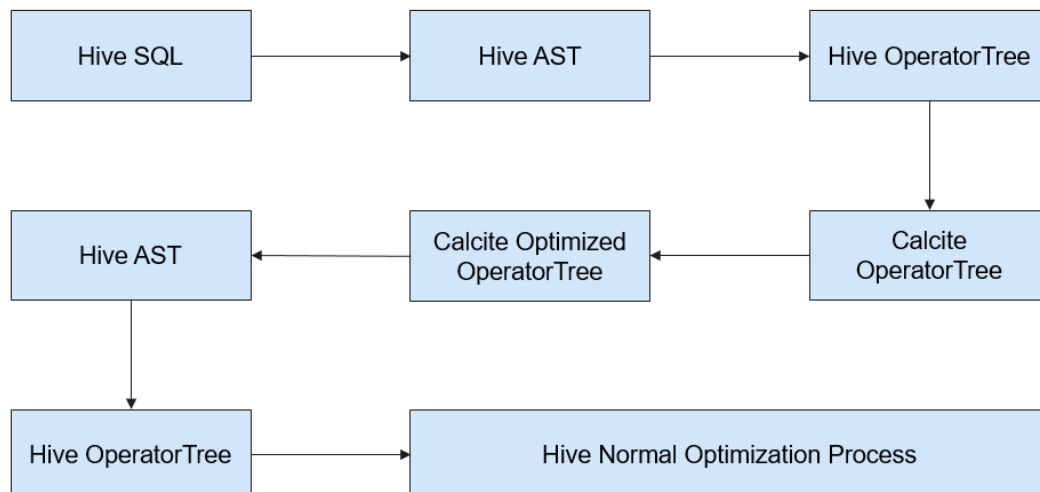 Hive SQL
Hive AST
Hive OperatorTree
Calcite
OperatorTree
Calcite Optimized
OperatorTree
Hive AST
Hive OperatorTree
Hive Normal Optimization Process